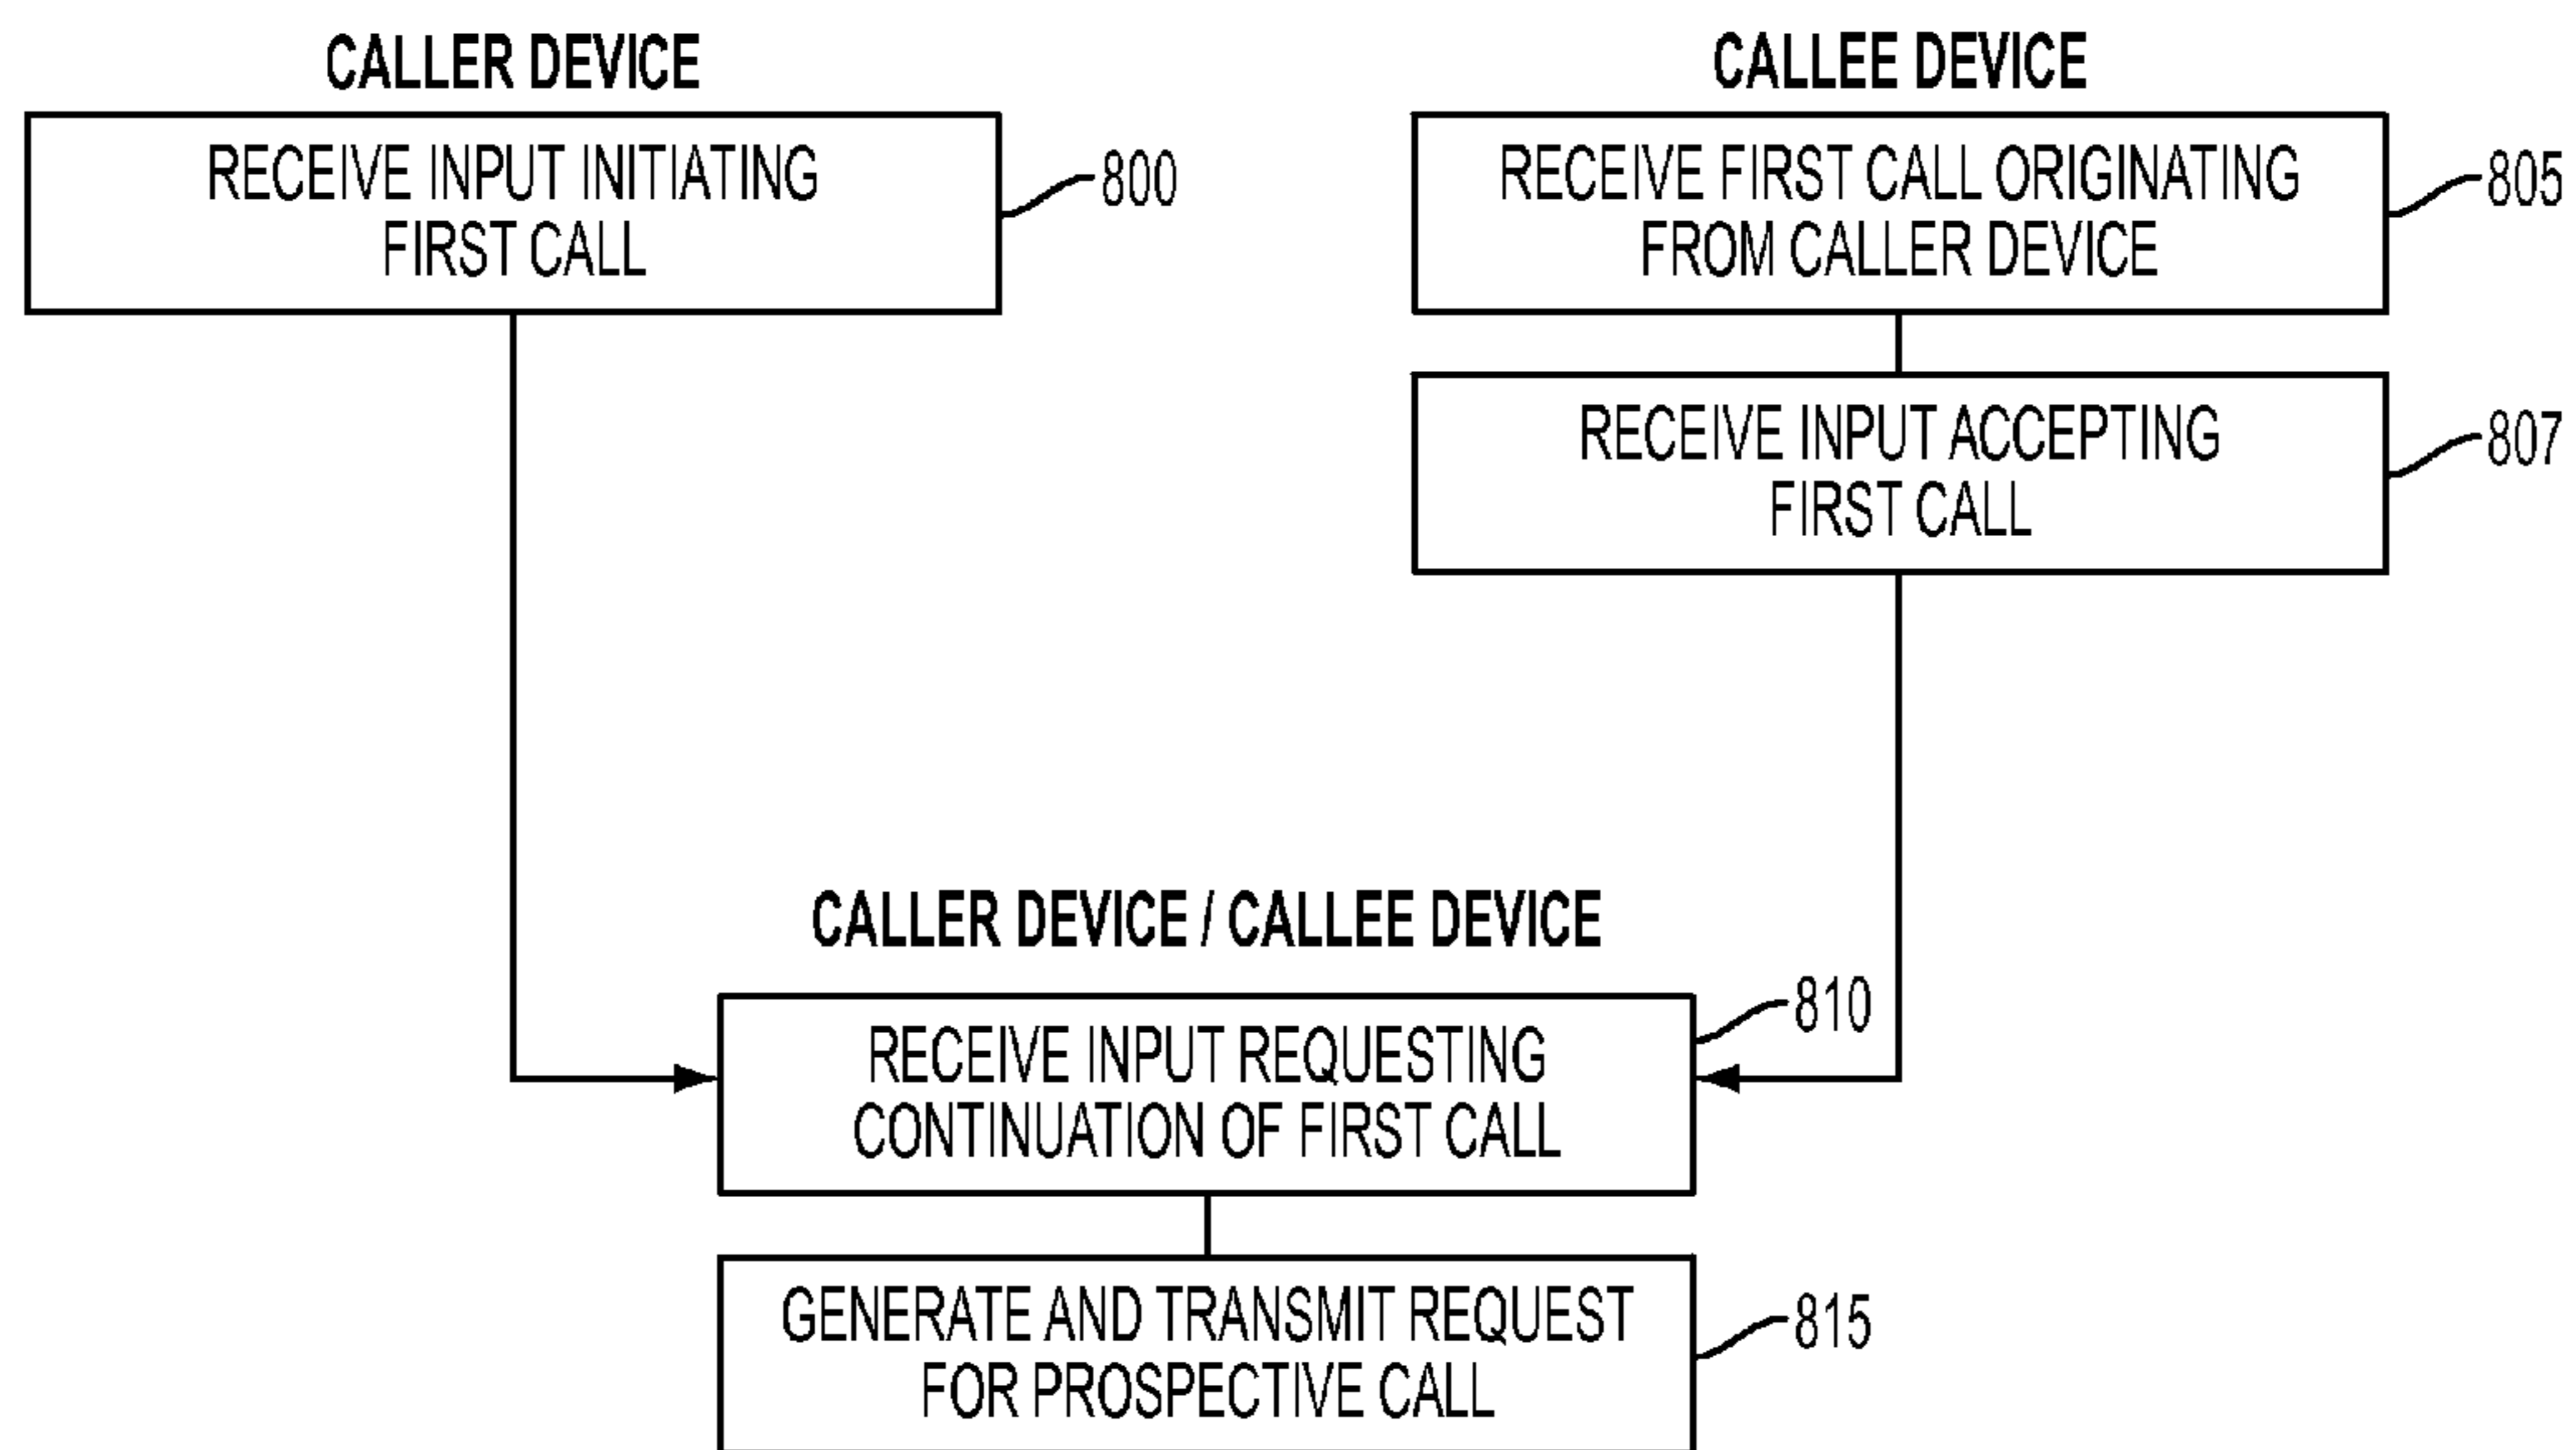 CALLER DEVICE
RECEIVE INPUT INITIATING
FIRST CALL
800
CALLEE DEVICE
RECEIVE FIRST CALL ORIGINATING
FROM CALLER DEVICE
805
RECEIVE INPUT ACCEPTING
FIRST CALL
807
CALLER DEVICE / CALLEE DEVICE
RECEIVE INPUT REQUESTING
CONTINUATION OF FIRST CALL
810
GENERATE AND TRANSMIT REQUEST
FOR PROSPECTIVE CALL
815